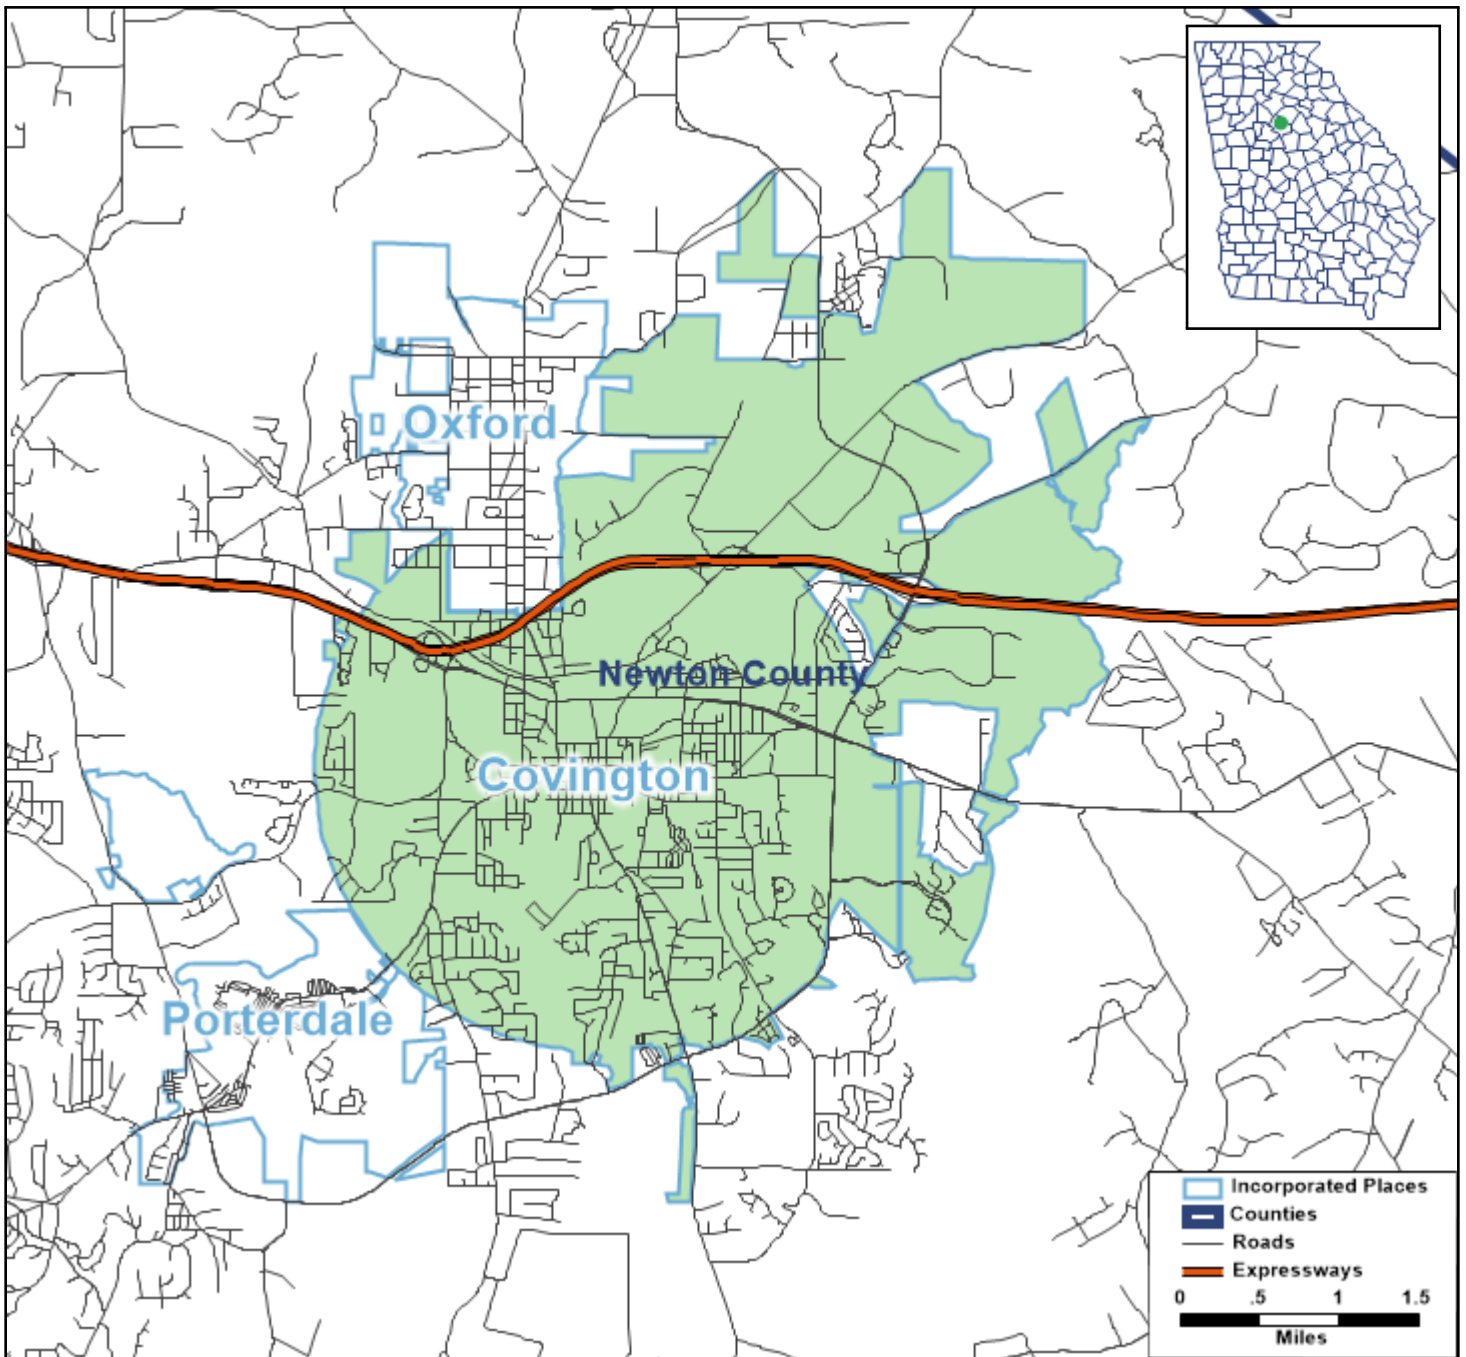 Oxford
Newton County
Covington
Porterdale
Incorporated Places
Counties
Roads
Expressways
0 .5 1 1.5
Miles